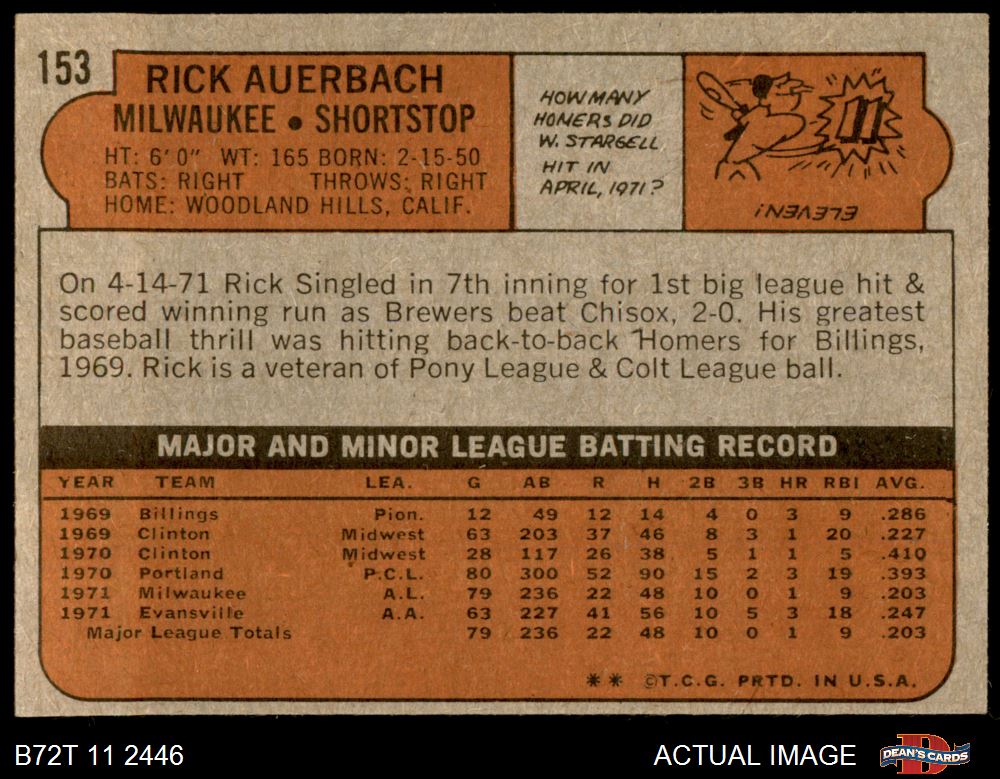 153
RICK AUERBACH
MILWAUKEE • SHORTSTOP
HT: 6'0" WT: 165 BORN: 2-15-50
BATS: RIGHT THROWS: RIGHT
HOME: WOODLAND HILLS, CALIF.
HOW MANY
HOMERS DID
W. STARGELL
HIT IN
APRIL, 1971?
11
ELEVEN!
On 4-14-71 Rick Singled in 7th inning for 1st big league hit &
scored winning run as Brewers beat Chisox, 2-0. His greatest
baseball thrill was hitting back-to-back Homers for Billings,
1969. Rick is a veteran of Pony League & Colt League ball.
MAJOR AND MINOR LEAGUE BATTING RECORD
YEAR TEAM LEA. G AB R H 2B 3B HR RBI AVG.
1969 Billings Pion. 12 49 12 14 4 0 3 9 .286
1969 Clinton Midwest 63 203 37 46 8 3 1 20 .227
1970 Clinton Midwest 28 117 26 38 5 1 1 5 .410
1970 Portland P.C.L. 80 300 52 90 15 2 3 19 .393
1971 Milwaukee A.L. 79 236 22 48 10 0 1 9 .203
1971 Evansville A.A. 63 227 41 56 10 5 3 18 .247
Major League Totals 79 236 22 48 10 0 1 9 .203
** ©T.C.G. PRTD. IN U.S.A.
B72T 11 2446
ACTUAL IMAGE
D
DEAN'S CARDS